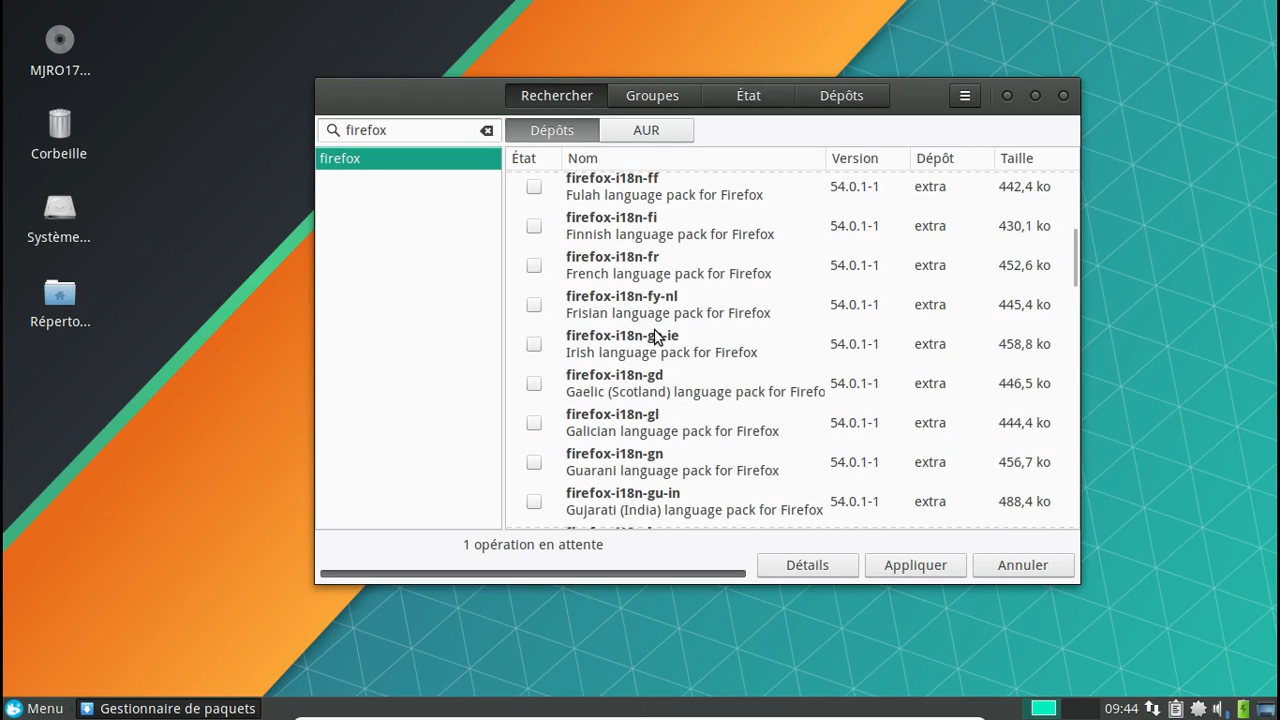 MJRO17...
Corbeille
Système...
Réperto...
Rechercher Groupes État Dépôts
firefox
Dépôts AUR
firefox
État Nom Version Dépôt Taille
firefox-i18n-ff 54.0.1-1 extra 442,4 ko
Fulah language pack for Firefox
firefox-i18n-fi 54.0.1-1 extra 430,1 ko
Finnish language pack for Firefox
firefox-i18n-fr 54.0.1-1 extra 452,6 ko
French language pack for Firefox
firefox-i18n-fy-nl 54.0.1-1 extra 445,4 ko
Frisian language pack for Firefox
firefox-i18n-ga-ie 54.0.1-1 extra 458,8 ko
Irish language pack for Firefox
firefox-i18n-gd 54.0.1-1 extra 446,5 ko
Gaelic (Scotland) language pack for Firefo
firefox-i18n-gl 54.0.1-1 extra 444,4 ko
Galician language pack for Firefox
firefox-i18n-gn 54.0.1-1 extra 456,7 ko
Guarani language pack for Firefox
firefox-i18n-gu-in 54.0.1-1 extra 488,4 ko
Gujarati (India) language pack for Firefox
1 opération en attente
Détails Appliquer Annuler
Menu Gestionnaire de paquets 09:44